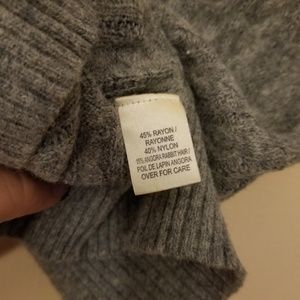 45% RAYON /
RAYONNE
40% NYLON
15% ANGORA RABBIT HAIR /
POIL DE LAPIN ANGORA
OVER FOR CARE